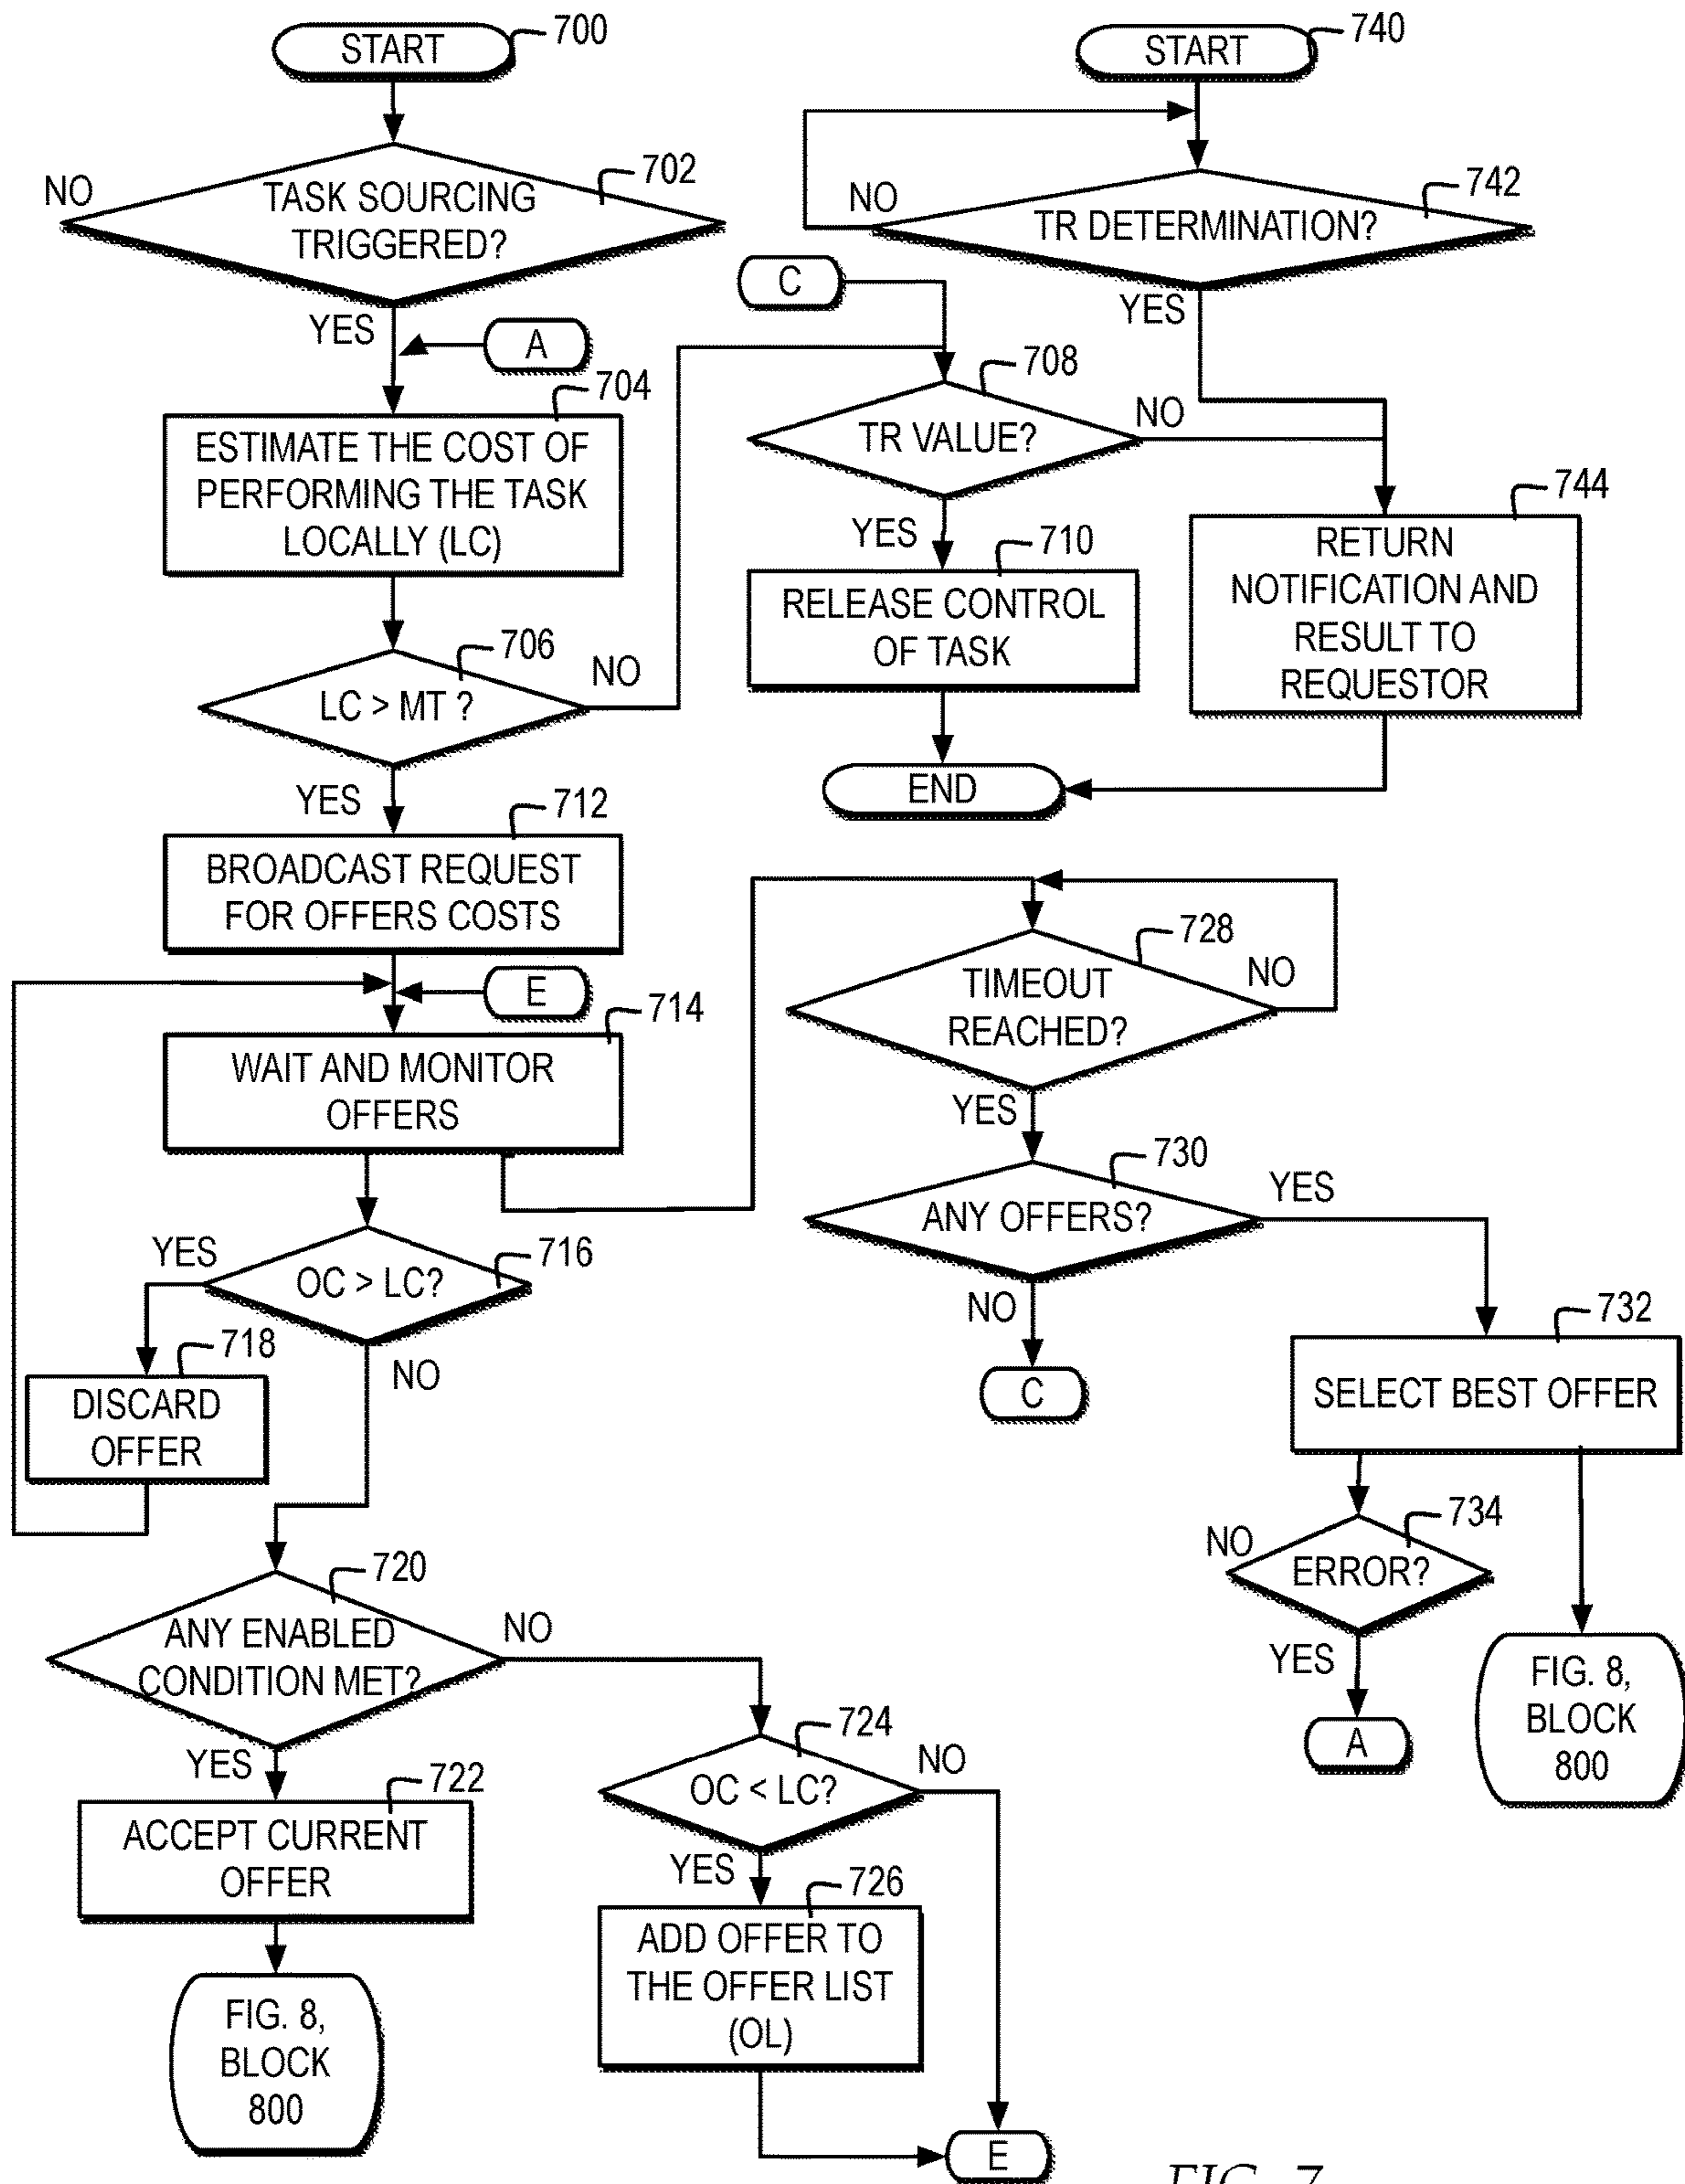 START
700
NO
TASK SOURCING
TRIGGERED?
702
YES
A
704
ESTIMATE THE COST OF
PERFORMING THE TASK
LOCALLY (LC)
706
LC > MT ?
NO
YES
712
BROADCAST REQUEST
FOR OFFERS COSTS
E
714
WAIT AND MONITOR
OFFERS
YES
716
OC > LC?
718
NO
DISCARD
OFFER
720
ANY ENABLED
CONDITION MET?
NO
YES
722
ACCEPT CURRENT
OFFER
FIG. 8,
BLOCK
800
724
OC < LC?
NO
YES
726
ADD OFFER TO
THE OFFER LIST
(OL)
E
START
740
NO
742
TR DETERMINATION?
YES
C
708
TR VALUE?
NO
YES
710
RELEASE CONTROL
OF TASK
744
RETURN
NOTIFICATION AND
RESULT TO
REQUESTOR
END
728
TIMEOUT
REACHED?
NO
YES
730
ANY OFFERS?
YES
NO
C
732
SELECT BEST OFFER
734
NO
ERROR?
YES
A
FIG. 8,
BLOCK
800
FIG. 7